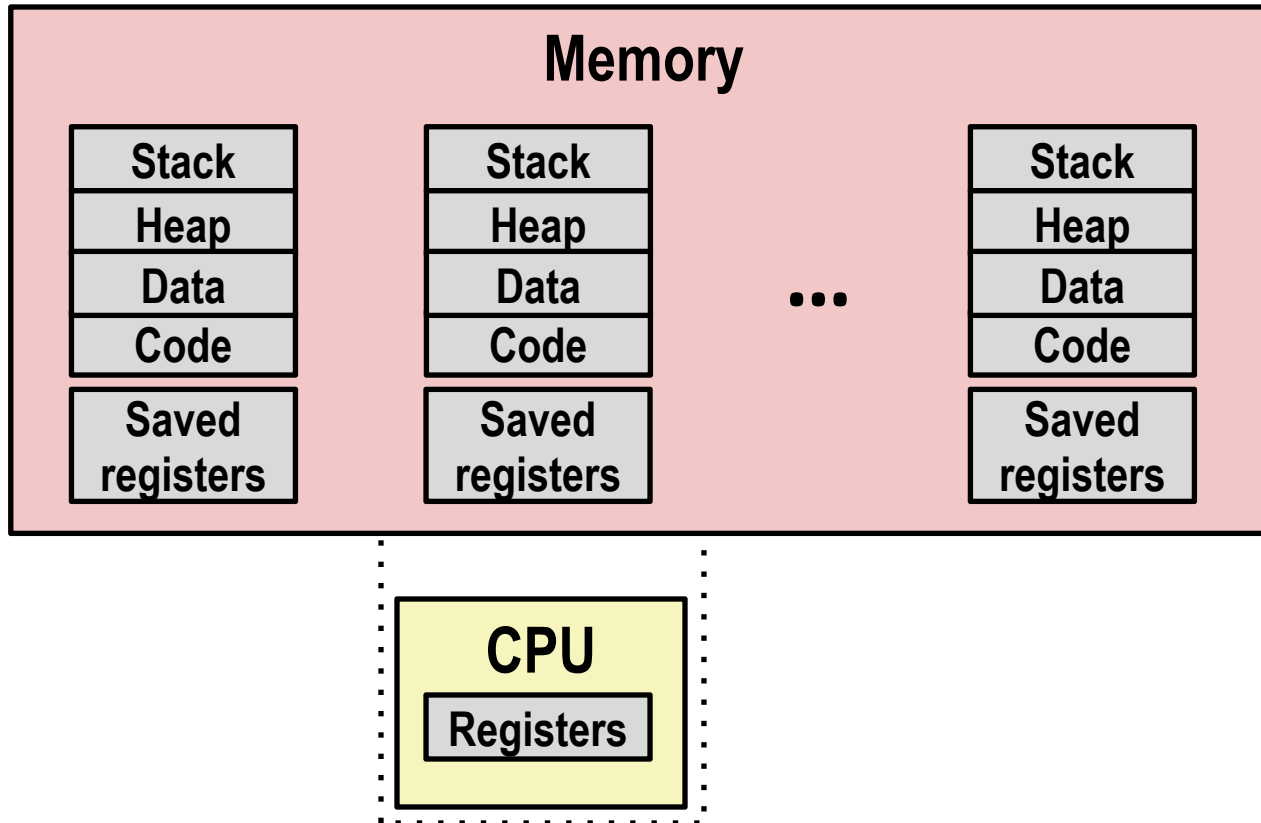 Memory
Stack
Heap
Data
Code
Saved
registers
Stack
Heap
Data
Code
Saved
registers
...
Stack
Heap
Data
Code
Saved
registers
CPU
Registers